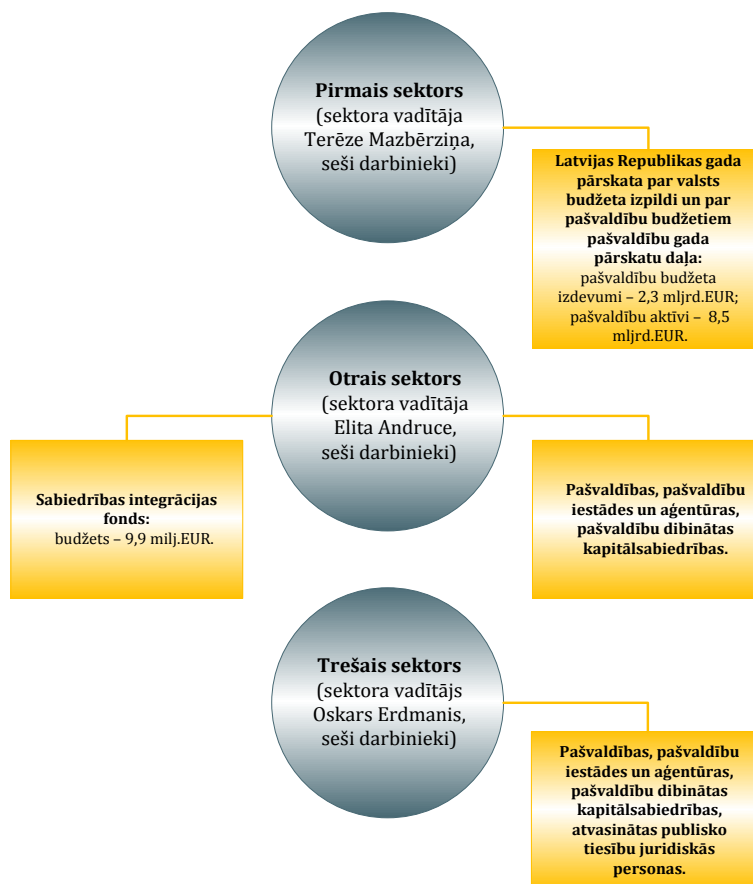 Pirmais sektors
(sektora vadītāja
Terēze Mazbērziņa,
seši darbinieki)
Latvijas Republikas gada
pārskata par valsts
budžeta izpildi un par
pašvaldību budžetiem
pašvaldību gada
pārskatu daļa:
pašvaldību budžeta
izdevumi – 2,3 mljrd.EUR;
pašvaldību aktīvi – 8,5
mljrd.EUR.
Otrais sektors
(sektora vadītāja
Elita Andruce,
seši darbinieki)
Sabiedrības integrācijas
fonds:
budžets – 9,9 milj.EUR.
Pašvaldības, pašvaldību
iestādes un aģentūras,
pašvaldību dibinātas
kapitālsabiedrības.
Trešais sektors
(sektora vadītājs
Oskars Erdmanis,
seši darbinieki)
Pašvaldības, pašvaldību
iestādes un aģentūras,
pašvaldību dibinātas
kapitālsabiedrības,
atvasinātas publisko
tiesību juridiskās
personas.